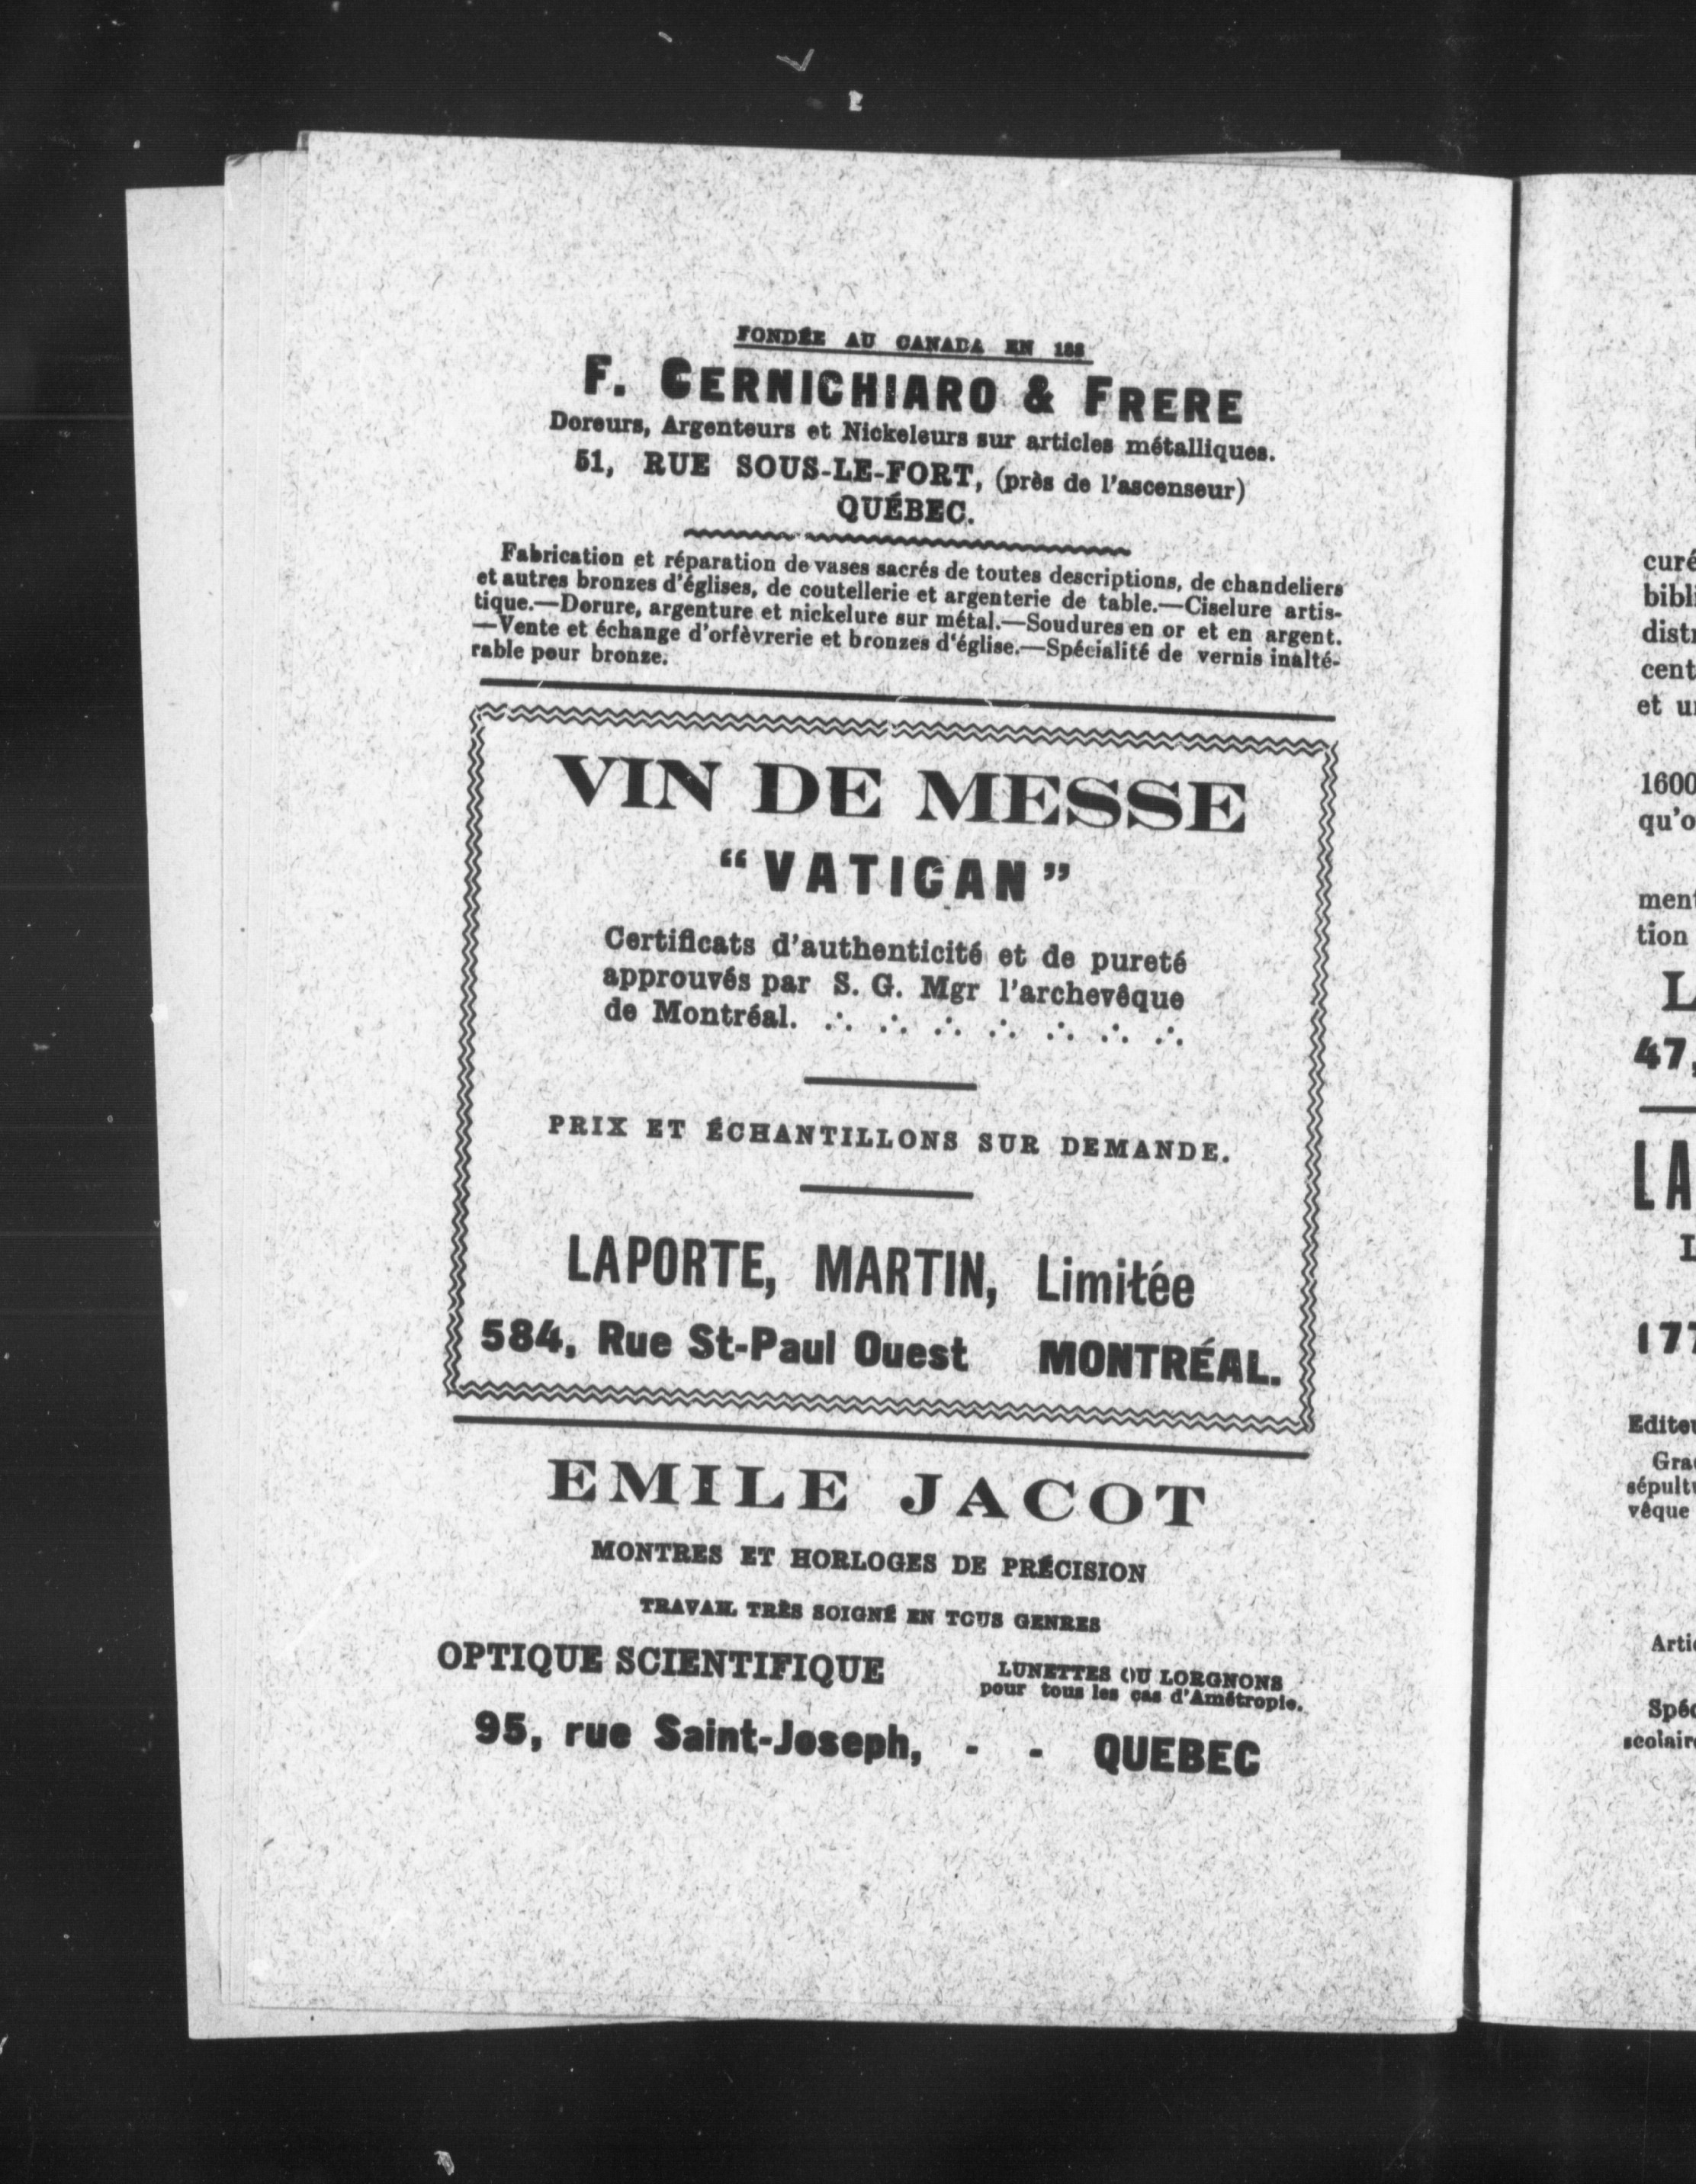 FONDÉE AU CANADA EN 188
F. CERNICHIARO & FRERE
Doreurs, Argenteurs et Nickeleurs sur articles métalliques.
51, RUE SOUS-LE-FORT, (près de l'ascenseur)
QUÉBEC.
Fabrication et réparation de vases sacrés de toutes descriptions, de chandeliers
et autres bronzes d'églises, de coutellerie et argenterie de table.—Ciselure artis-
tique.—Dorure, argenture et nickelure sur métal.—Soudures en or et en argent.
—Vente et échange d'orfèvrerie et bronzes d'église.—Spécialité de vernis inalté-
rable pour bronze.
VIN DE MESSE
“VATICAN”
Certificats d'authenticité et de pureté
approuvés par S. G. Mgr l'archevêque
de Montréal. ∴ ∴ ∴ ∴ ∴ ∴ ∴
PRIX ET ÉCHANTILLONS SUR DEMANDE.
LAPORTE, MARTIN, Limitée
584, Rue St-Paul Ouest MONTRÉAL.
EMILE JACOT
MONTRES ET HORLOGES DE PRÉCISION
TRAVAIL TRÈS SOIGNÉ EN TOUS GENRES
OPTIQUE SCIENTIFIQUE
LUNETTES OU LORGNONS
pour tous les cas d'Amétropie.
95, rue Saint-Joseph, - - QUEBEC
curé
bibli
distr
cent
et u
1600
qu'o
ment
tion
L
47,
LA
L
177
Editeu
Gra
sépultu
vêque
Artic
Spéc
scolaire